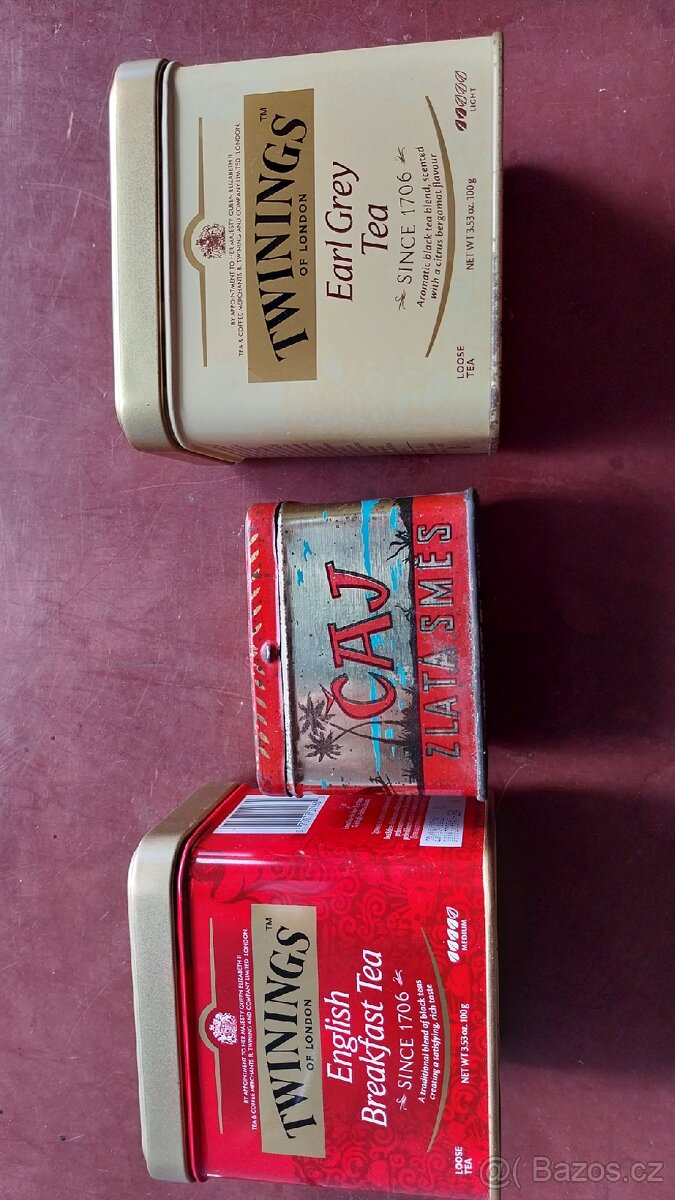 BY APPOINTMENT TO HER MAJESTY QUEEN ELIZABETH II
TEA & COFFEE MERCHANTS R. TWINING AND COMPANY LIMITED LONDON.
TWININGS™
OF LONDON
Earl Grey
Tea
SINCE 1706
Aromatic black tea blend, scented
with a citrus bergamot flavour
LOOSE
TEA
NET WT 3.53 oz. 100g
LIGHT
ČAJ
ZLATÁ SMĚS
BY APPOINTMENT TO HER MAJESTY QUEEN ELIZABETH II
TEA & COFFEE MERCHANTS R. TWINING AND COMPANY LIMITED LONDON.
TWININGS™
OF LONDON
English
Breakfast Tea
SINCE 1706
A traditional blend of black teas
creating a satisfying, rich taste
LOOSE
TEA
NET WT 3.53 oz. 100g
MEDIUM
Bazos.cz